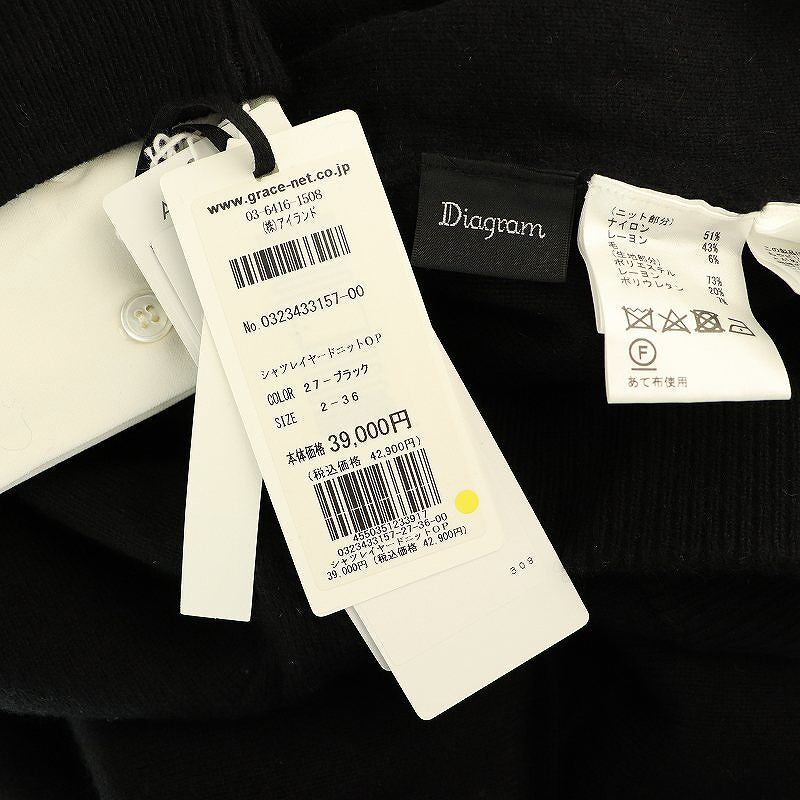 www.grace-net.co.jp
03-6416-1508
(株)アイランド
No.0323433157-00
シャツレイヤードニットOP
COLOR 27-ブラック
SIZE 2-36
本体価格 39,000円
(税込価格 42,900円)
4550351233917
0323433157-27-36-00
シャツレイヤードニットOP
39,000円(税込価格 42,900円)
309
Diagram
(ニット部分)
ナイロン 51%
レーヨン 43%
毛 6%
(生地部分)
ポリエステル 73%
レーヨン 20%
ポリウレタン 7%
F
あて布使用